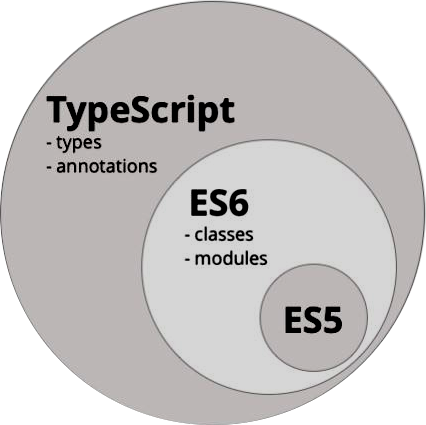 TypeScript
- types
- annotations
ES6
- classes
- modules
ES5